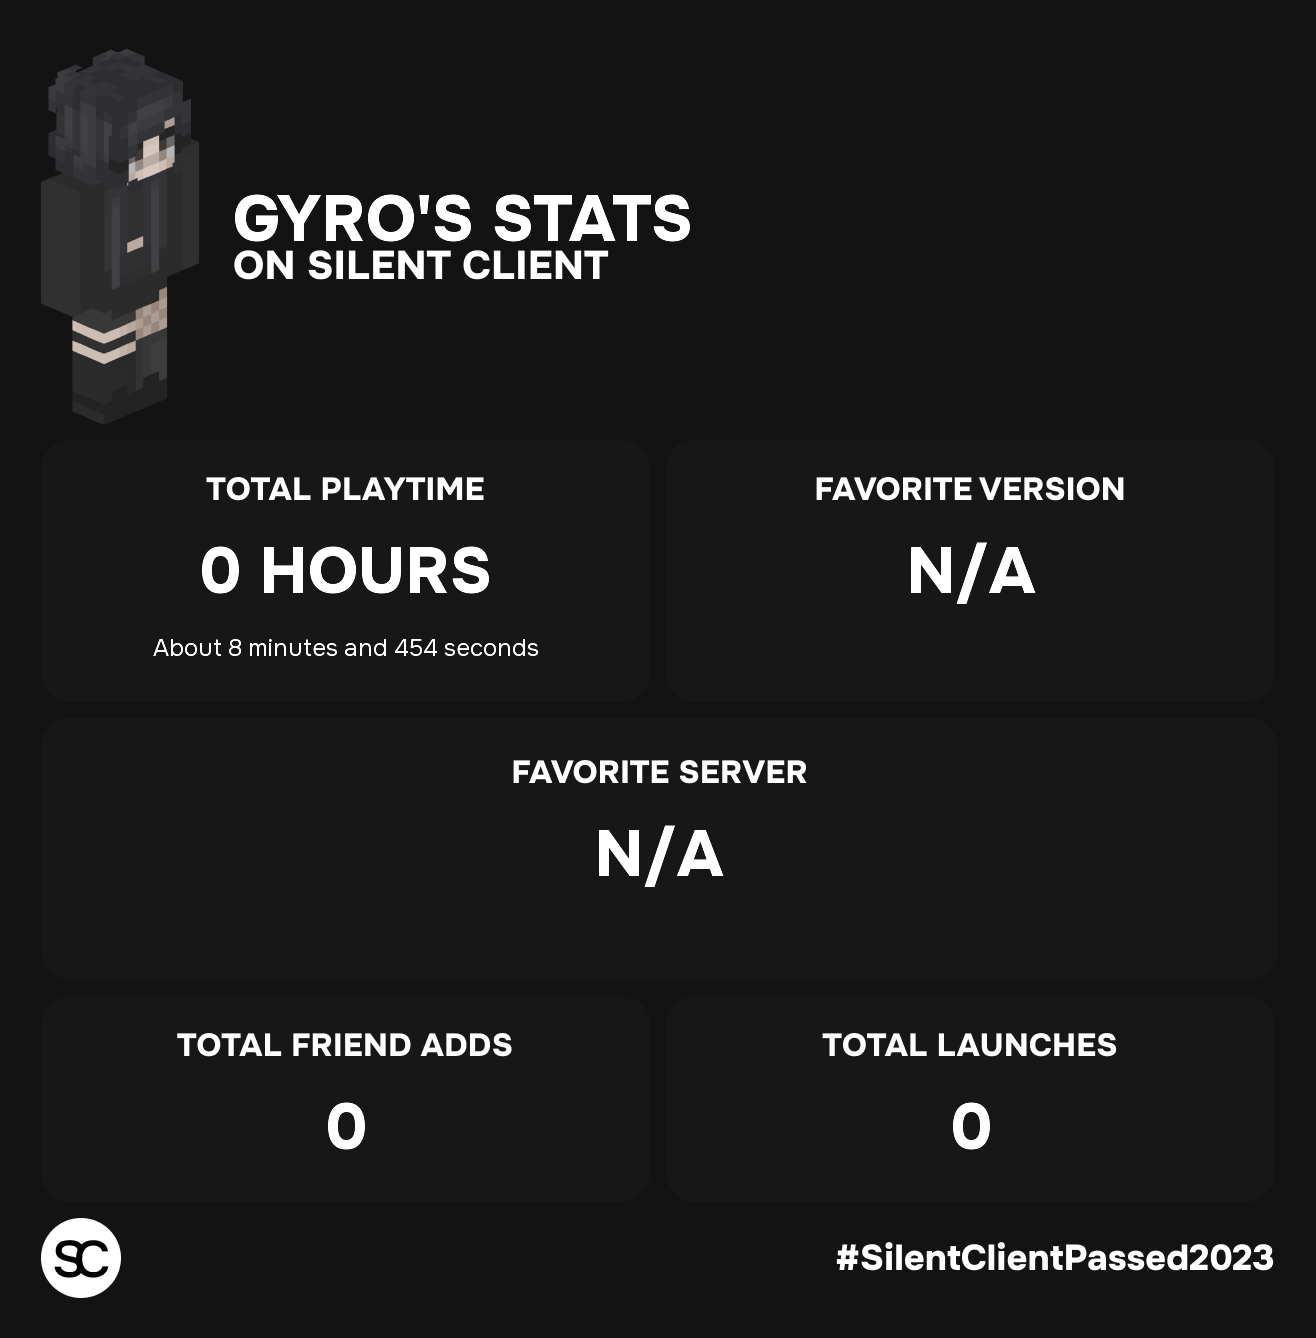 GYRO'S STATS
ON SILENT CLIENT
TOTAL PLAYTIME
0 HOURS
About 8 minutes and 454 seconds
FAVORITE VERSION
N/A
FAVORITE SERVER
N/A
TOTAL FRIEND ADDS
0
TOTAL LAUNCHES
0
SC
#SilentClientPassed2023